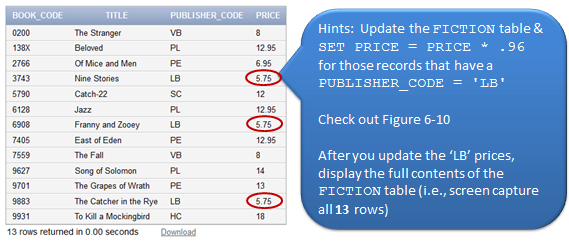 BOOK_CODE TITLE PUBLISHER_CODE PRICE
0200 The Stranger VB 8
138X Beloved PL 12.95
2766 Of Mice and Men PE 6.95
3743 Nine Stories LB 5.75
5790 Catch-22 SC 12
6128 Jazz PL 12.95
6908 Franny and Zooey LB 5.75
7405 East of Eden PE 12.95
7559 The Fall VB 8
9627 Song of Solomon PL 14
9701 The Grapes of Wrath PE 13
9883 The Catcher in the Rye LB 5.75
9931 To Kill a Mockingbird HC 18
13 rows returned in 0.00 seconds Download
Hints: Update the FICTION table &
SET PRICE = PRICE * .96
for those records that have a
PUBLISHER_CODE = 'LB'
Check out Figure 6-10
After you update the ‘LB’ prices,
display the full contents of the
FICTION table (i.e., screen capture
all 13 rows)